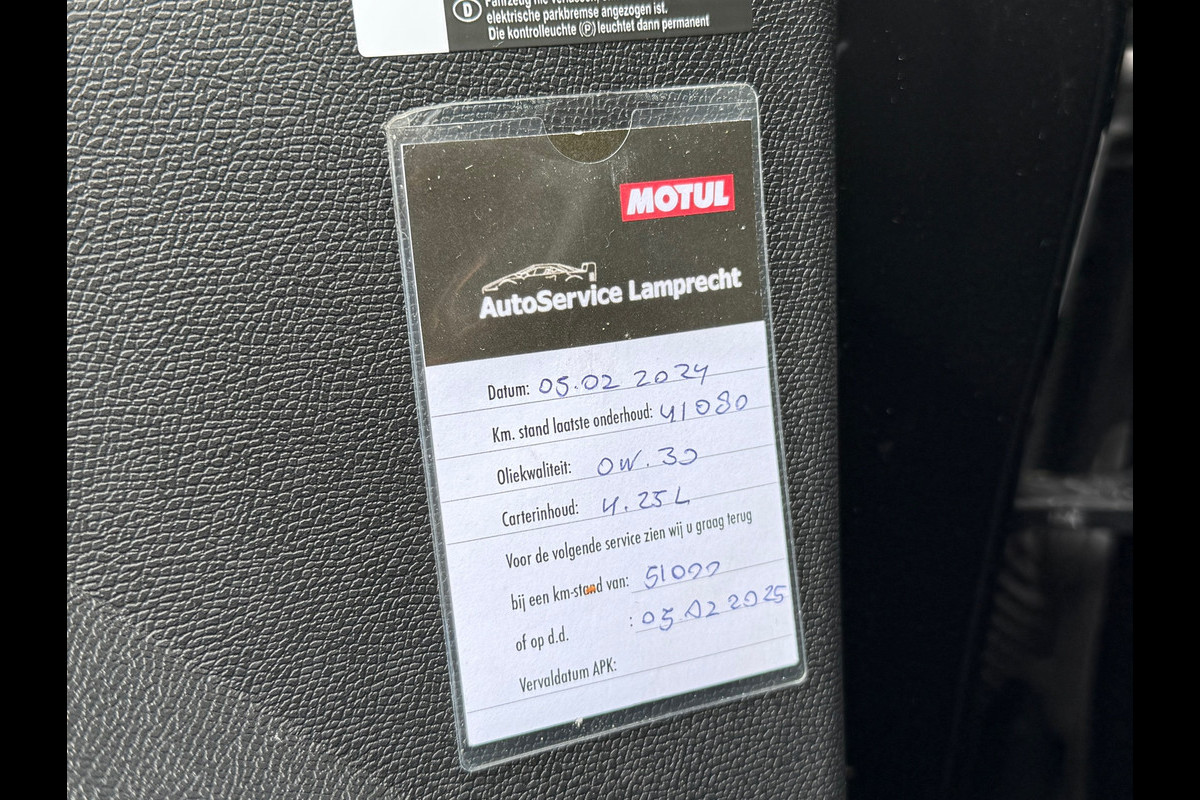 D
elektrische parkbremse angezogen ist.
Die kontrolleuchte (P) leuchtet dann permanent
MOTUL
AutoService Lamprecht
Datum: 05.02 2024
Km. stand laatste onderhoud: 41080
Oliekwaliteit: 0W.30
Carterinhoud: 4.25L
Voor de volgende service zien wij u graag terug
bij een km-stand van: 51000
of op d.d. : 05.02 2025
Vervaldatum APK: